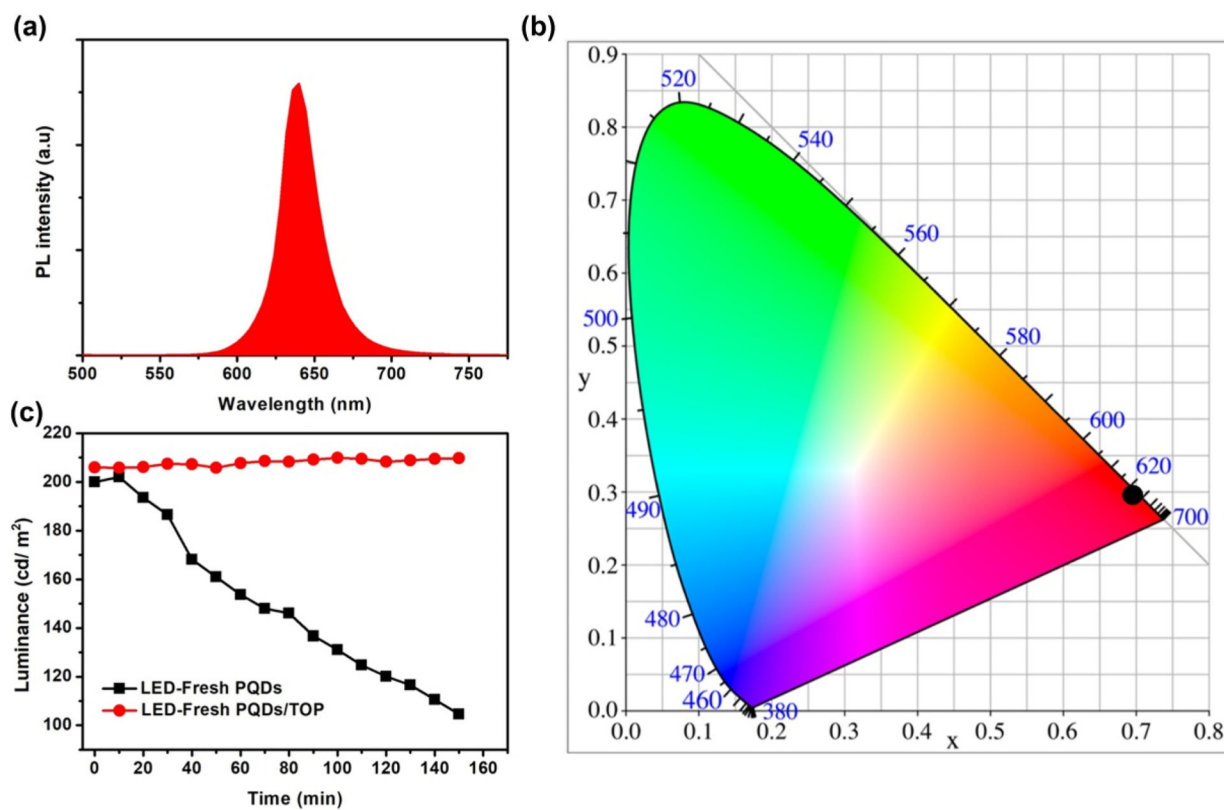 (a)
PL intensity (a.u)
500 550 600 650 700 750
Wavelength (nm)
(b)
0.9
0.8
0.7
0.6
0.5
y
0.4
0.3
0.2
0.1
0.0
0.0 0.1 0.2 0.3 0.4 0.5 0.6 0.7 0.8
x
520
540
560
580
600
620
700
500
490
480
470
460
380
(c)
Luminance (cd/ m²)
220
200
180
160
140
120
100
LED-Fresh PQDs
LED-Fresh PQDs/TOP
0 20 40 60 80 100 120 140 160
Time (min)